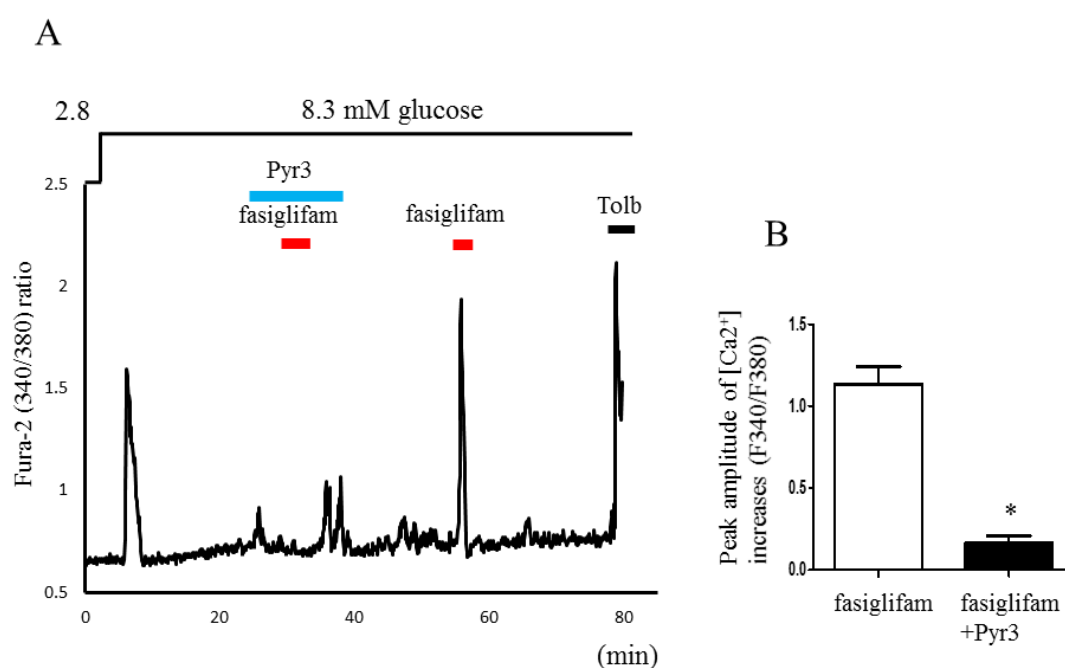 A
2.8
8.3 mM glucose
Pyr3
fasiglifam
fasiglifam
Tolb
Fura-2 (340/380) ratio
2.5
2
1.5
1
0.5
0
20
40
60
80
(min)
B
Peak amplitude of [Ca²⁺]
increases (F340/F380)
1.5
1.0
0.5
0.0
*
fasiglifam
fasiglifam
+Pyr3